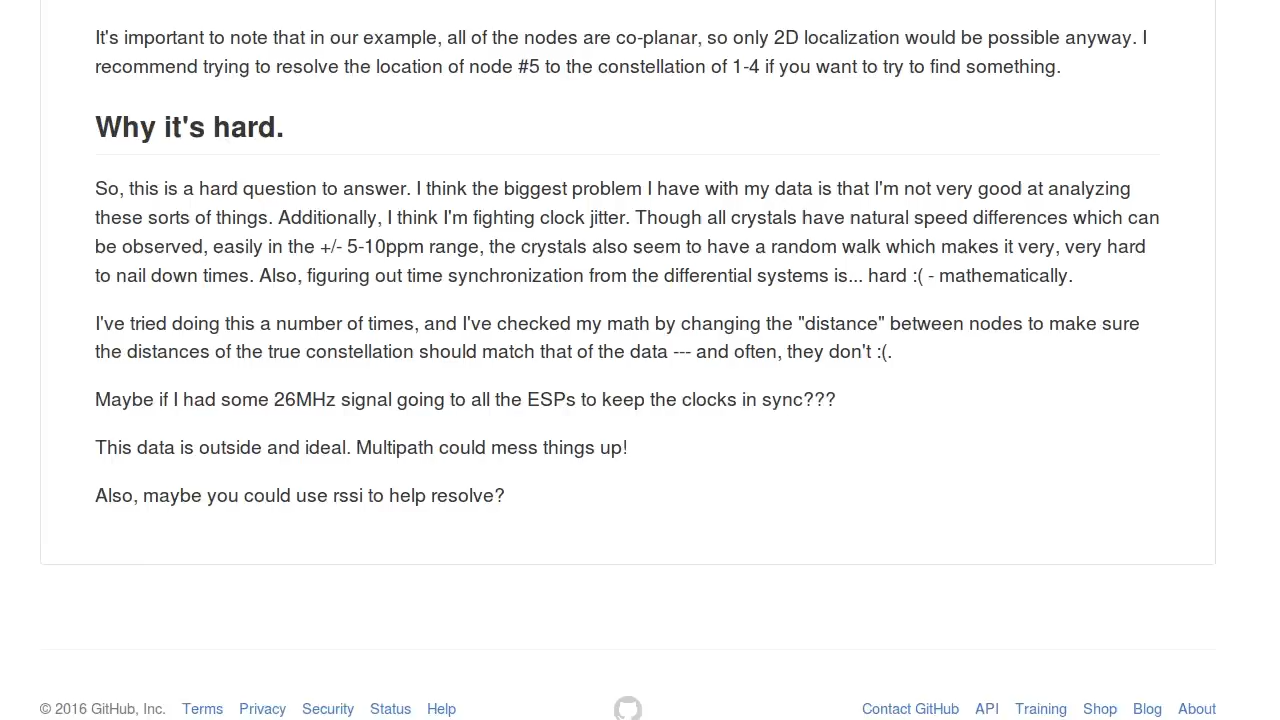 It's important to note that in our example, all of the nodes are co-planar, so only 2D localization would be possible anyway. I
recommend trying to resolve the location of node #5 to the constellation of 1-4 if you want to try to find something.
Why it's hard.
So, this is a hard question to answer. I think the biggest problem I have with my data is that I'm not very good at analyzing
these sorts of things. Additionally, I think I'm fighting clock jitter. Though all crystals have natural speed differences which can
be observed, easily in the +/- 5-10ppm range, the crystals also seem to have a random walk which makes it very, very hard
to nail down times. Also, figuring out time synchronization from the differential systems is... hard :( - mathematically.
I've tried doing this a number of times, and I've checked my math by changing the "distance" between nodes to make sure
the distances of the true constellation should match that of the data --- and often, they don't :(.
Maybe if I had some 26MHz signal going to all the ESPs to keep the clocks in sync???
This data is outside and ideal. Multipath could mess things up!
Also, maybe you could use rssi to help resolve?
© 2016 GitHub, Inc. Terms Privacy Security Status Help Contact GitHub API Training Shop Blog About